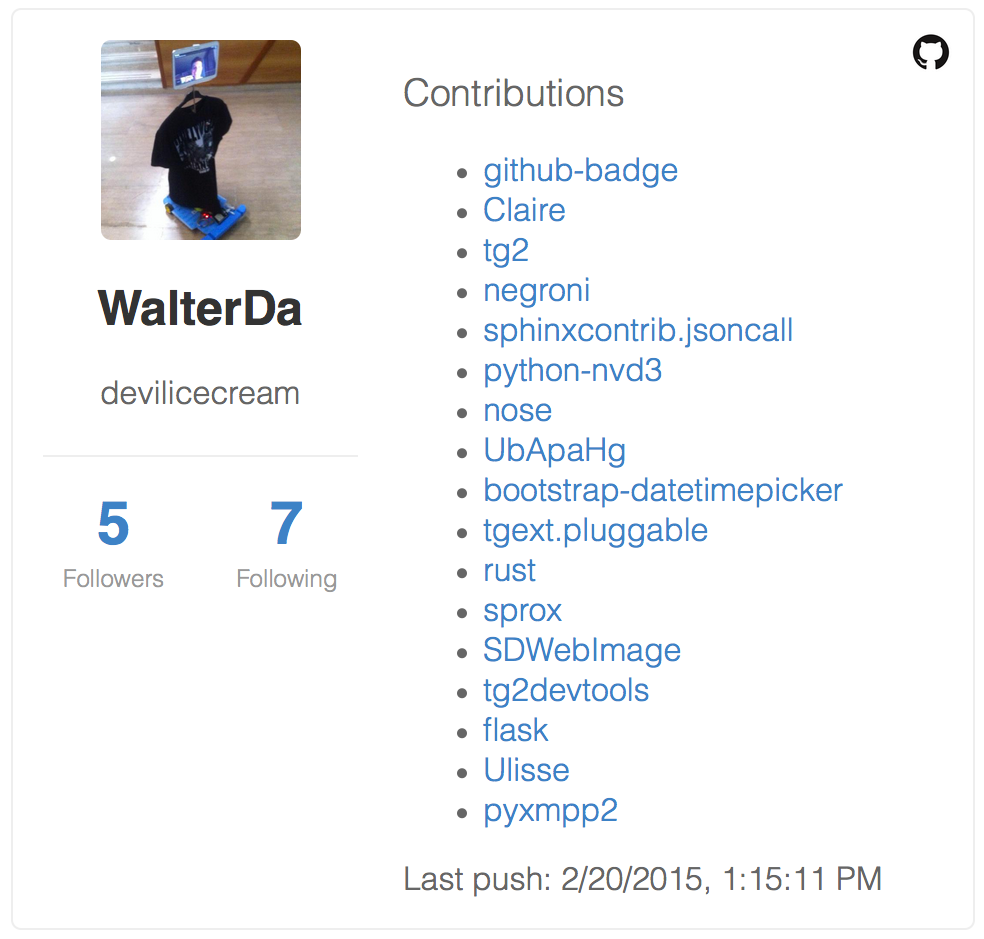 WalterDa
devilicecream
5
7
Followers
Following
Contributions
github-badge
Claire
tg2
negroni
sphinxcontrib.jsoncall
python-nvd3
nose
UbApaHg
bootstrap-datetimepicker
tgext.pluggable
rust
sprox
SDWebImage
tg2devtools
flask
Ulisse
pyxmpp2
Last push: 2/20/2015, 1:15:11 PM